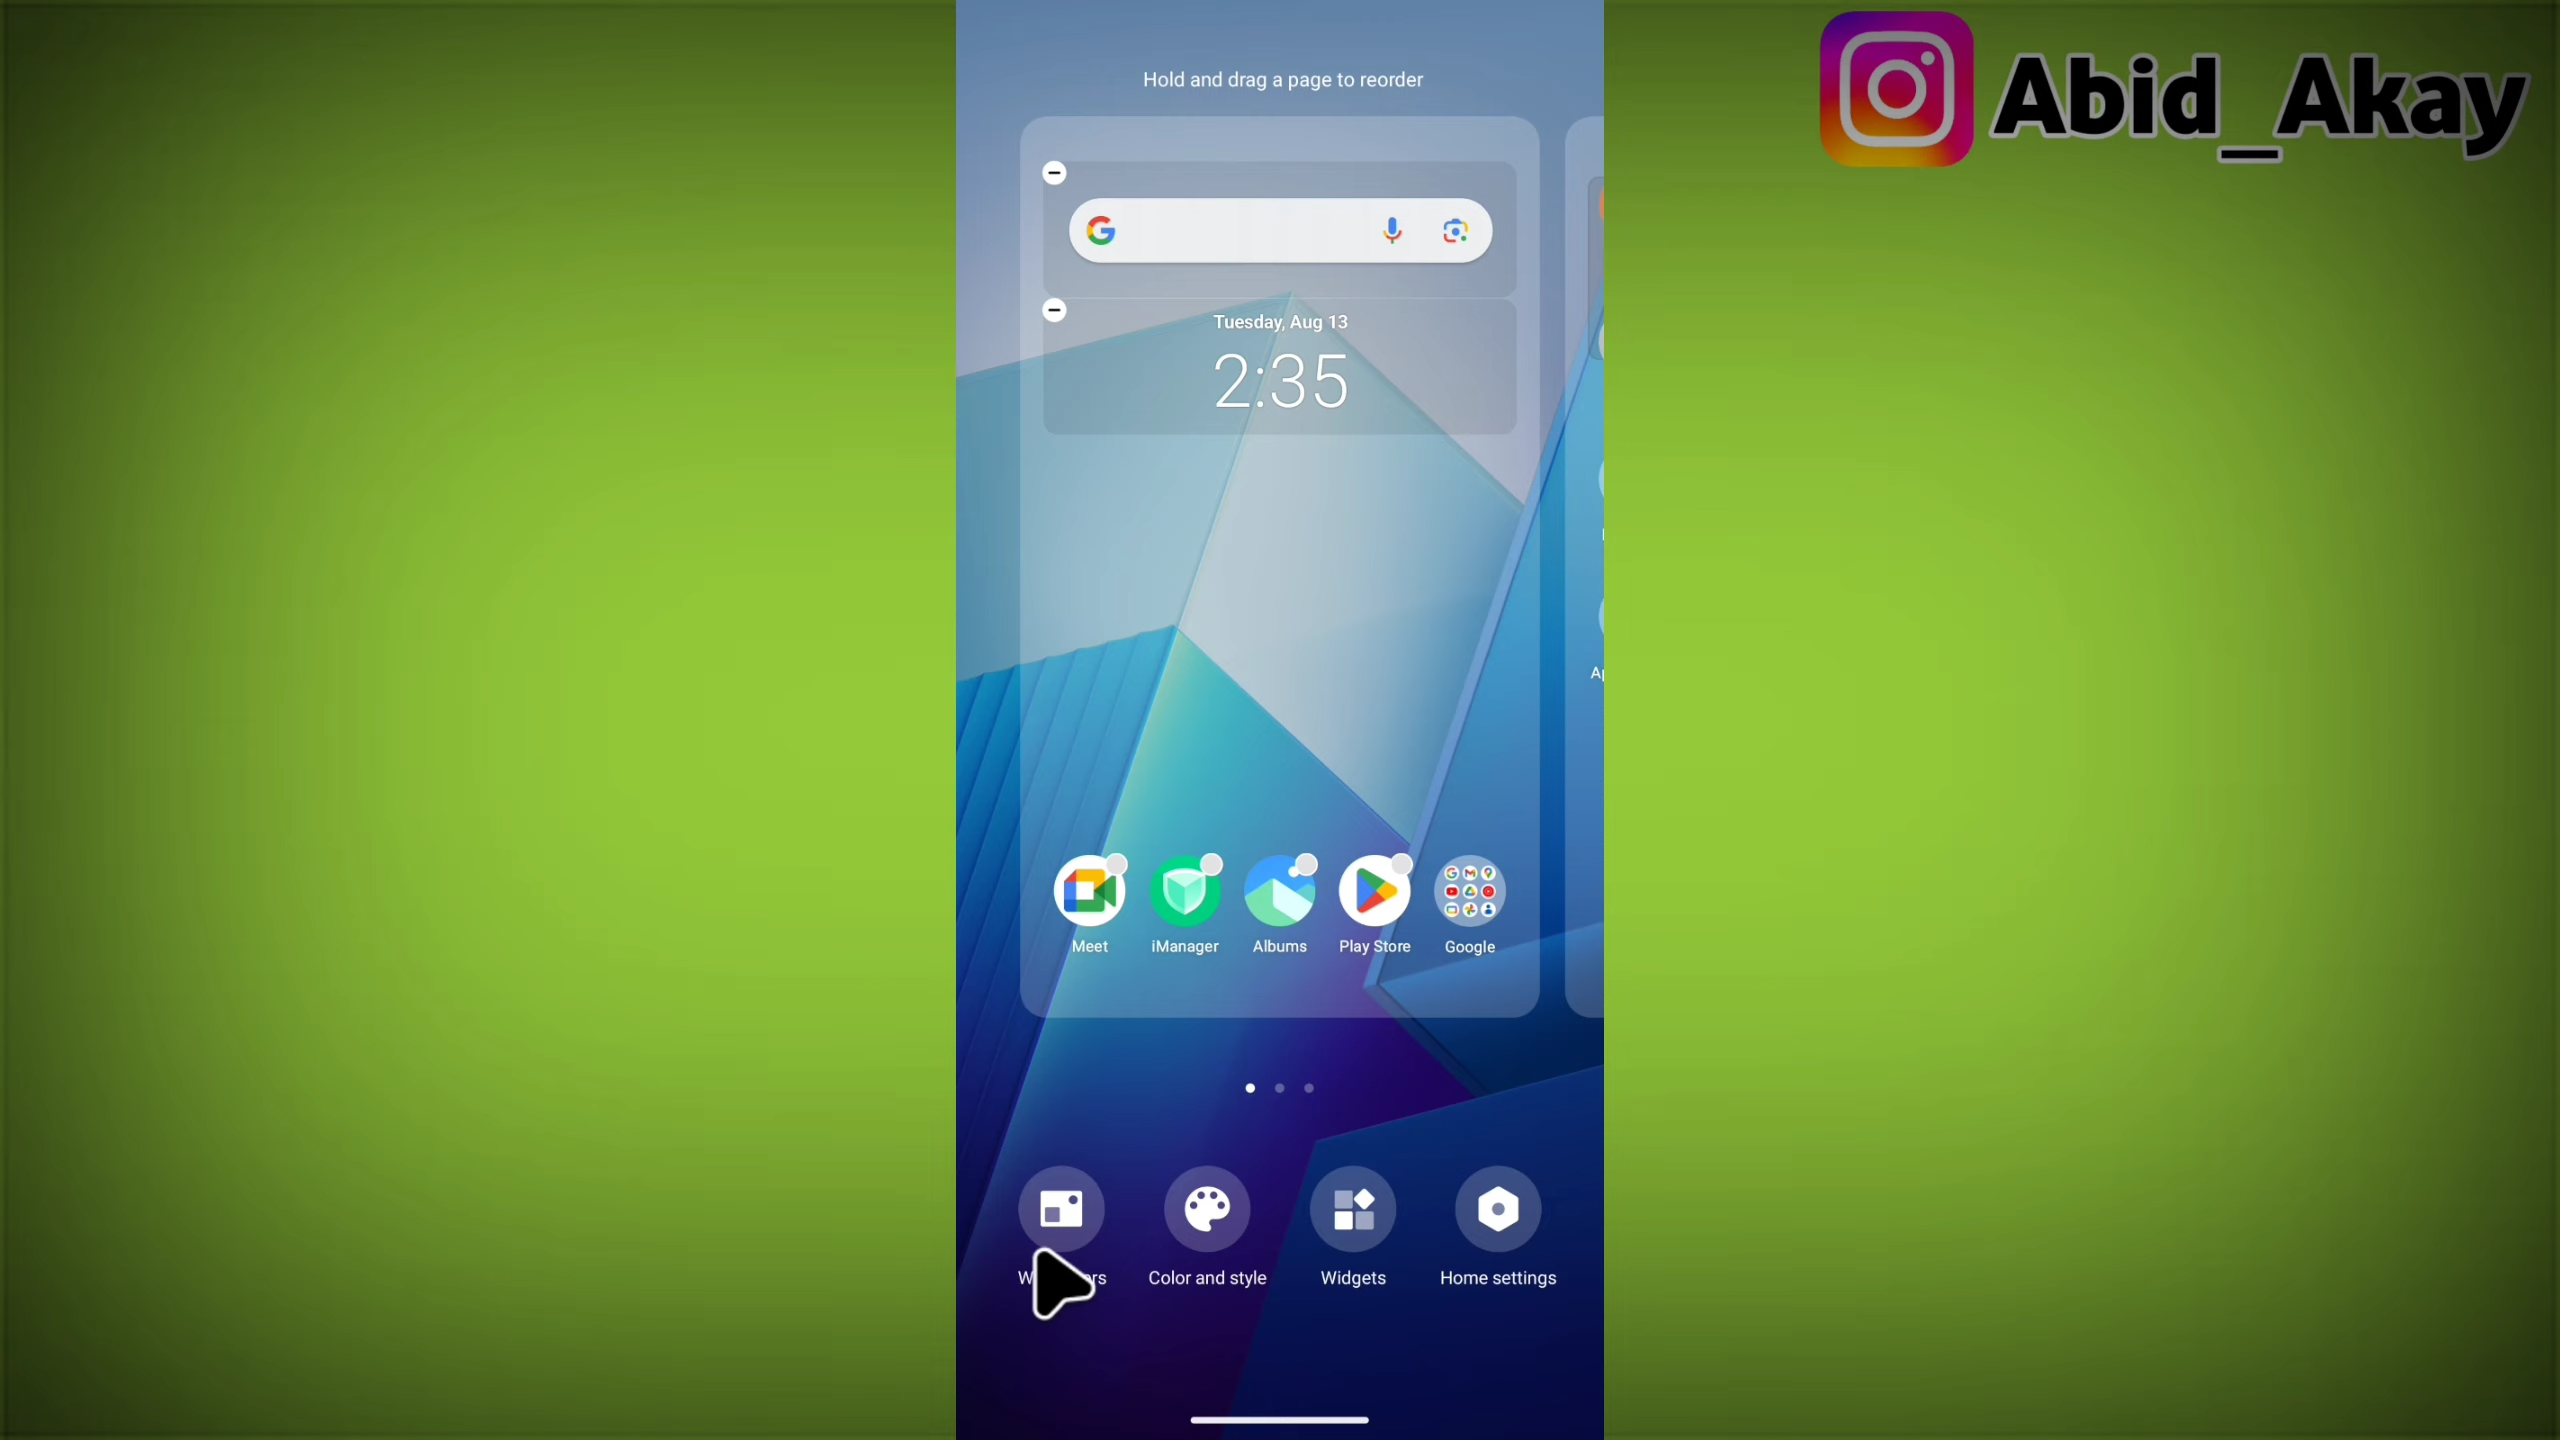 Abid_Akay
Hold and drag a page to reorder
Tuesday, Aug 13
2:35
Meet iManager Albums Play Store Google
Color and style Widgets Home settings